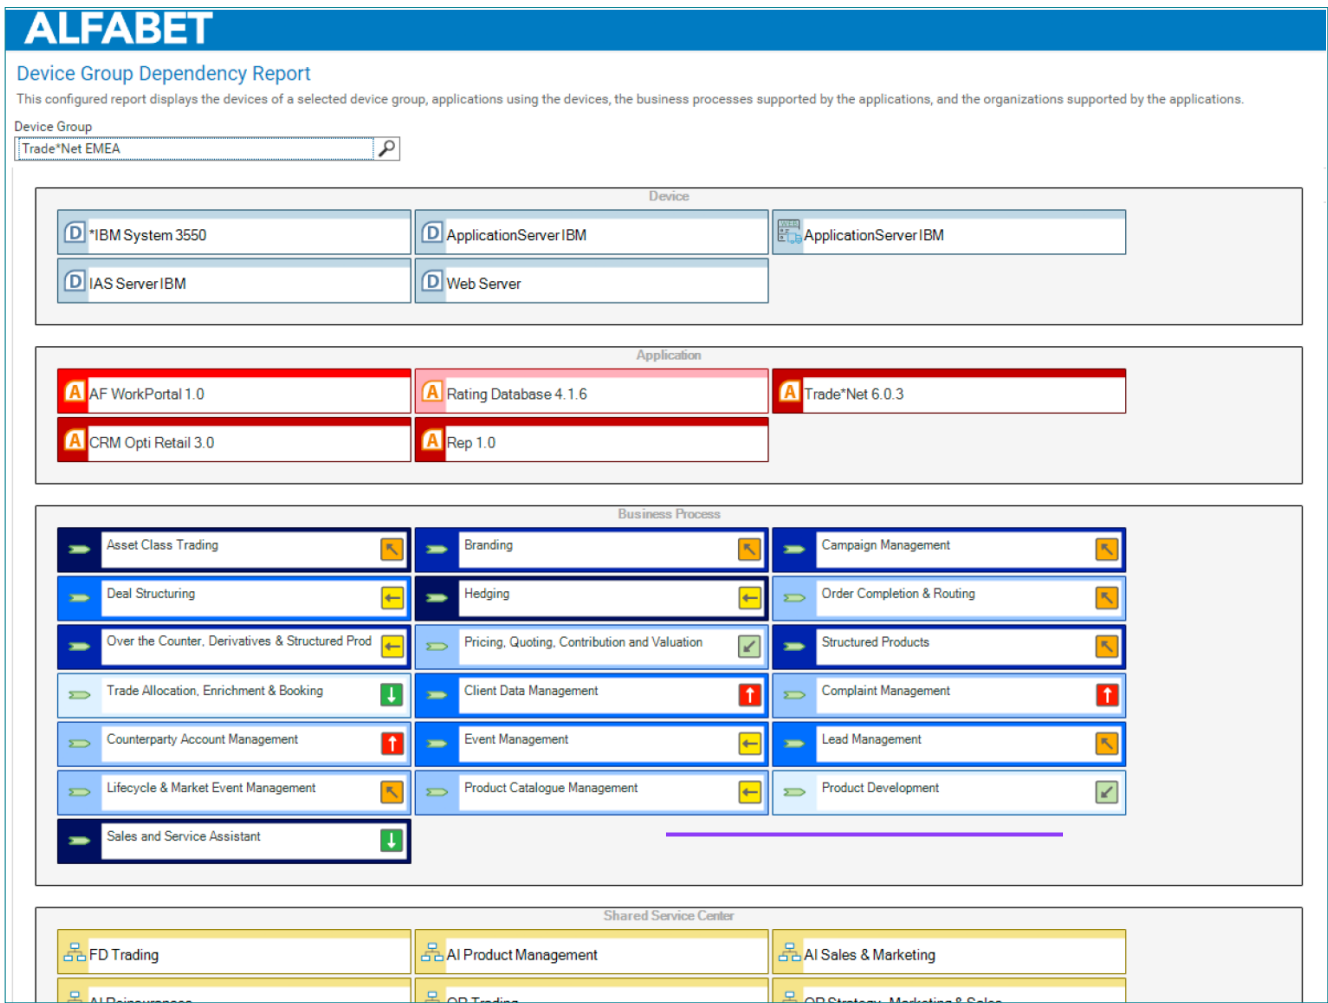 ALFABET
Device Group Dependency Report
This configured report displays the devices of a selected device group, applications using the devices, the business processes supported by the applications, and the organizations supported by the applications.
Device Group
Trade*Net EMEA
Device
*IBM System 3550
ApplicationServer IBM
ApplicationServer IBM
IAS Server IBM
Web Server
Application
AF WorkPortal 1.0
Rating Database 4.1.6
Trade*Net 6.0.3
CRM Opti Retail 3.0
Rep 1.0
Business Process
Asset Class Trading
Branding
Campaign Management
Deal Structuring
Hedging
Order Completion & Routing
Over the Counter, Derivatives & Structured Prod
Pricing, Quoting, Contribution and Valuation
Structured Products
Trade Allocation, Enrichment & Booking
Client Data Management
Complaint Management
Counterparty Account Management
Event Management
Lead Management
Lifecycle & Market Event Management
Product Catalogue Management
Product Development
Sales and Service Assistant
Shared Service Center
FD Trading
AI Product Management
AI Sales & Marketing
AI Reinsurances
Trading
Strategy, Marketing & Sales